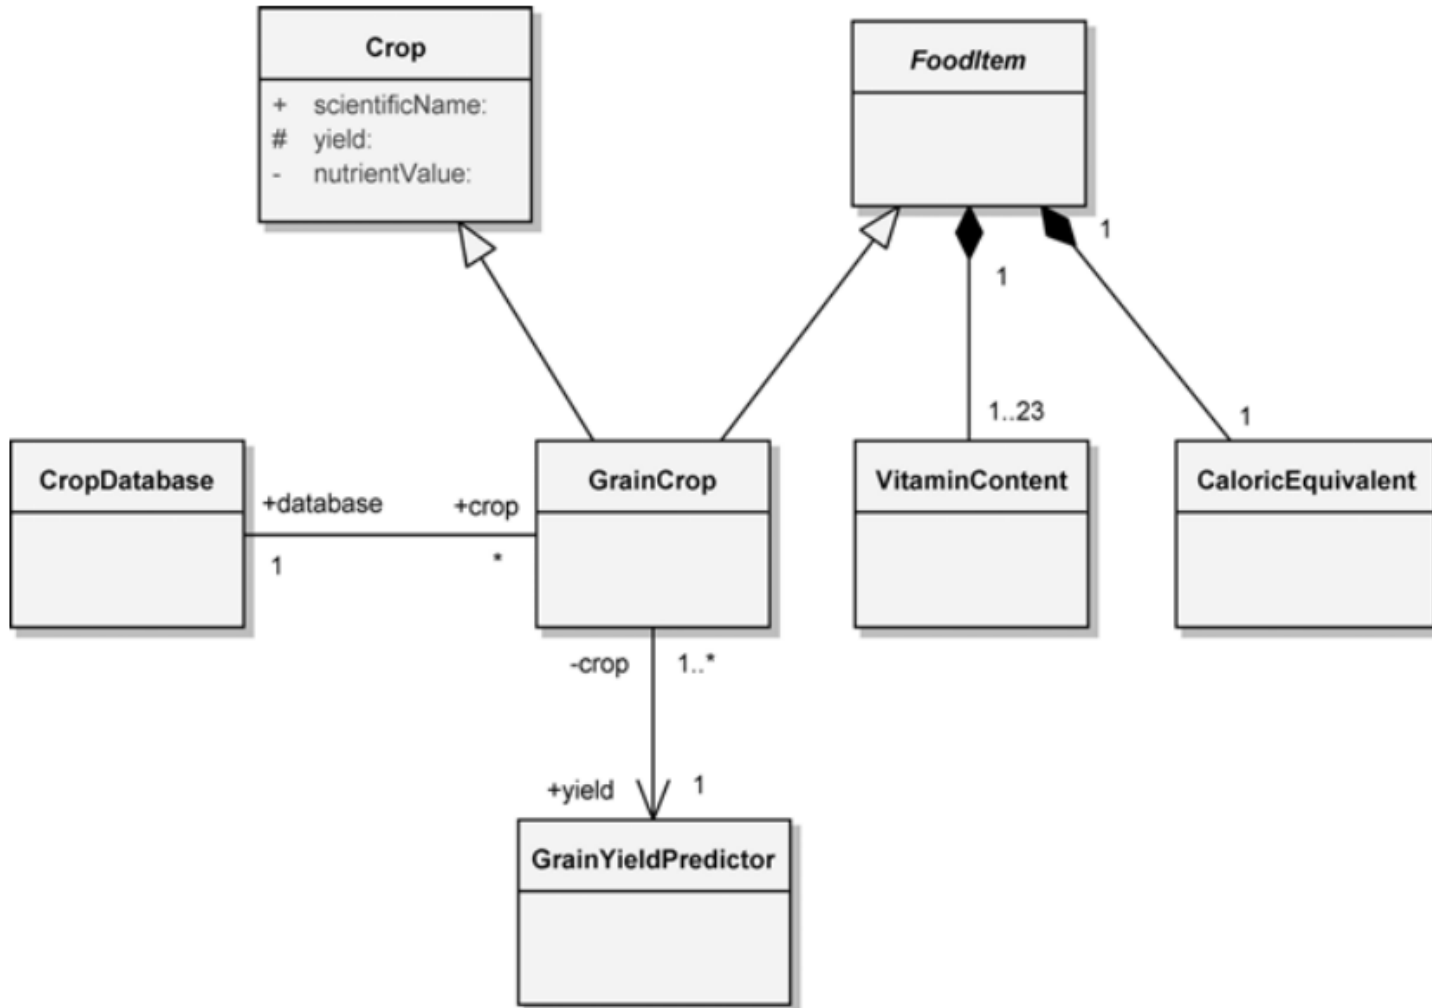 Crop
+ scientificName:
# yield:
- nutrientValue:
FoodItem
1
1
1..23
1
CropDatabase
+database
1
+crop
*
GrainCrop
VitaminContent
CaloricEquivalent
-crop
1..*
+yield
1
GrainYieldPredictor